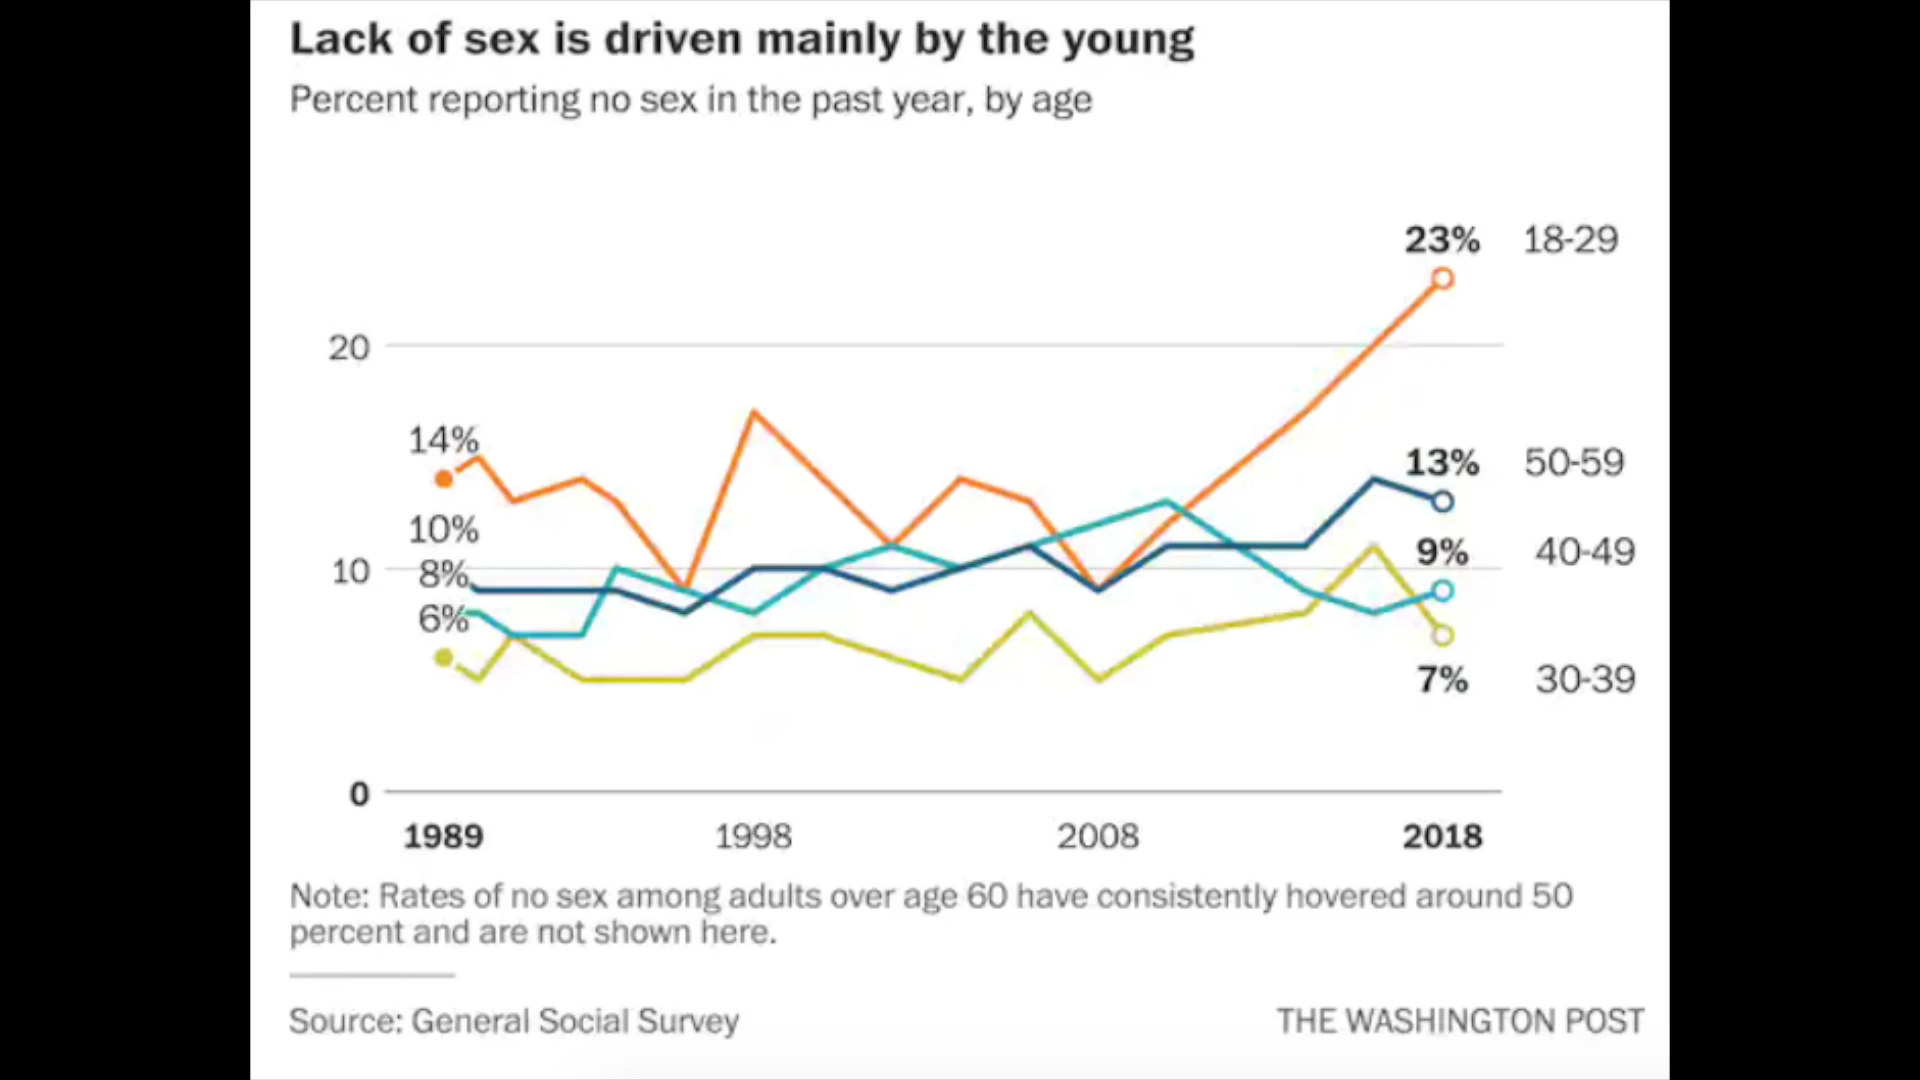 Lack of sex is driven mainly by the young
Percent reporting no sex in the past year, by age
23% 18-29
20
14%
13% 50-59
10%
9% 40-49
10
8%
6%
7% 30-39
0
1989 1998 2008 2018
Note: Rates of no sex among adults over age 60 have consistently hovered around 50
percent and are not shown here.
Source: General Social Survey
THE WASHINGTON POST